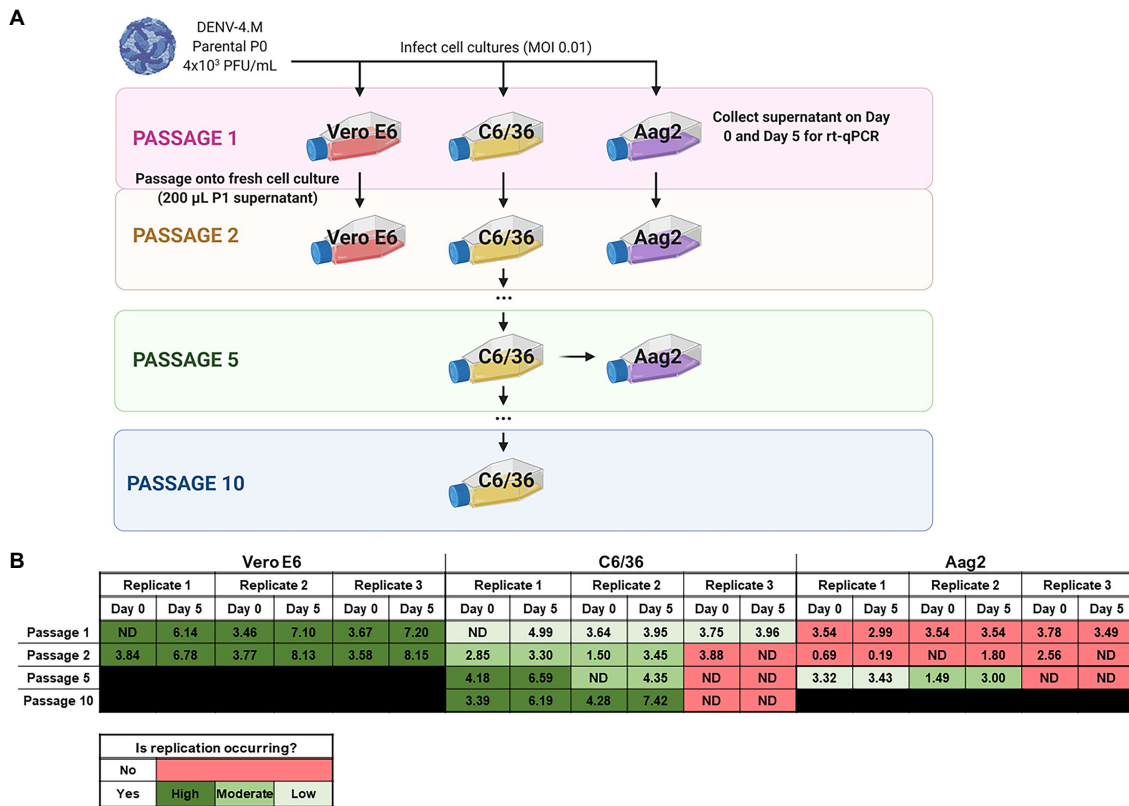 A
DENV-4.M
Parental P0
4x10³ PFU/mL
Infect cell cultures (MOI 0.01)
PASSAGE 1
Vero E6
C6/36
Aag2
Collect supernatant on Day
0 and Day 5 for rt-qPCR
Passage onto fresh cell culture
(200 µL P1 supernatant)
PASSAGE 2
Vero E6
C6/36
Aag2
...
PASSAGE 5
C6/36
Aag2
...
PASSAGE 10
C6/36
B
Vero E6 C6/36 Aag2
Replicate 1 Replicate 2 Replicate 3 Replicate 1 Replicate 2 Replicate 3 Replicate 1 Replicate 2 Replicate 3
Day 0 Day 5 Day 0 Day 5 Day 0 Day 5 Day 0 Day 5 Day 0 Day 5 Day 0 Day 5 Day 0 Day 5 Day 0 Day 5 Day 0 Day 5
Passage 1 ND 6.14 3.46 7.10 3.67 7.20 ND 4.99 3.64 3.95 3.75 3.96 3.54 2.99 3.54 3.54 3.78 3.49
Passage 2 3.84 6.78 3.77 8.13 3.58 8.15 2.85 3.30 1.50 3.45 3.88 ND 0.69 0.19 ND 1.80 2.56 ND
Passage 5 4.18 6.59 ND 4.35 ND ND 3.32 3.43 1.49 3.00 ND ND
Passage 10 3.39 6.19 4.28 7.42 ND ND
Is replication occurring?
No
Yes High Moderate Low